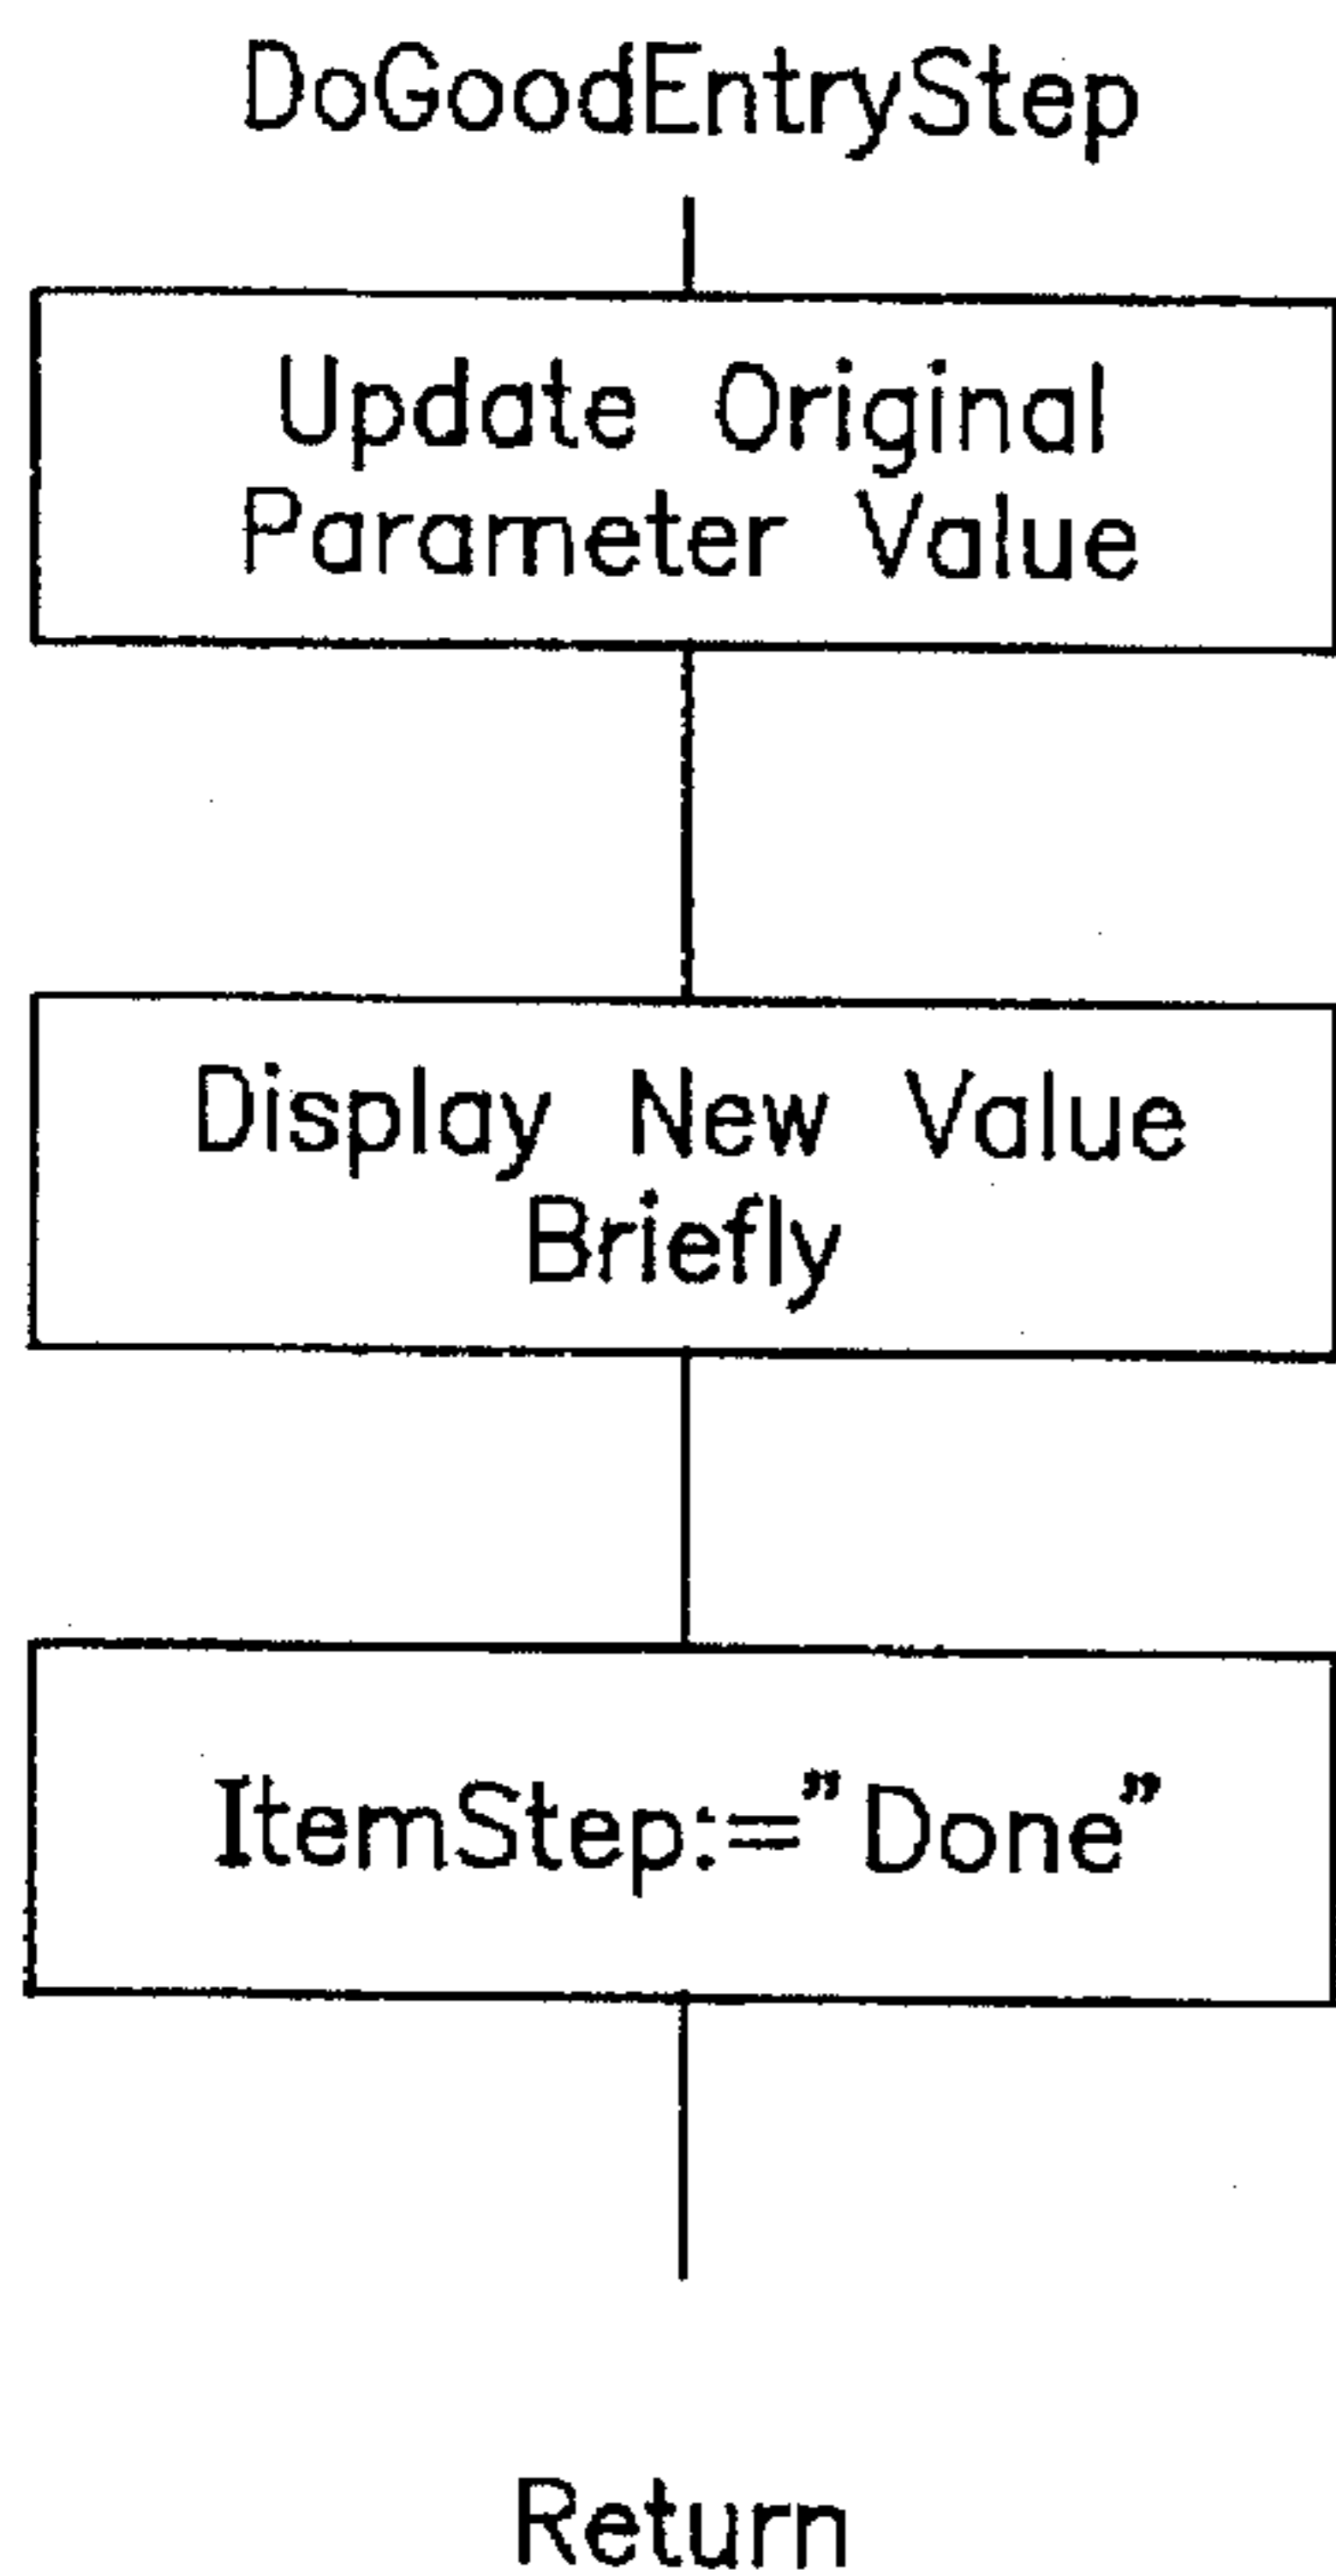 DoGoodEntryStep
Update Original
Parameter Value
Display New Value
Briefly
ItemStep:="Done"
Return